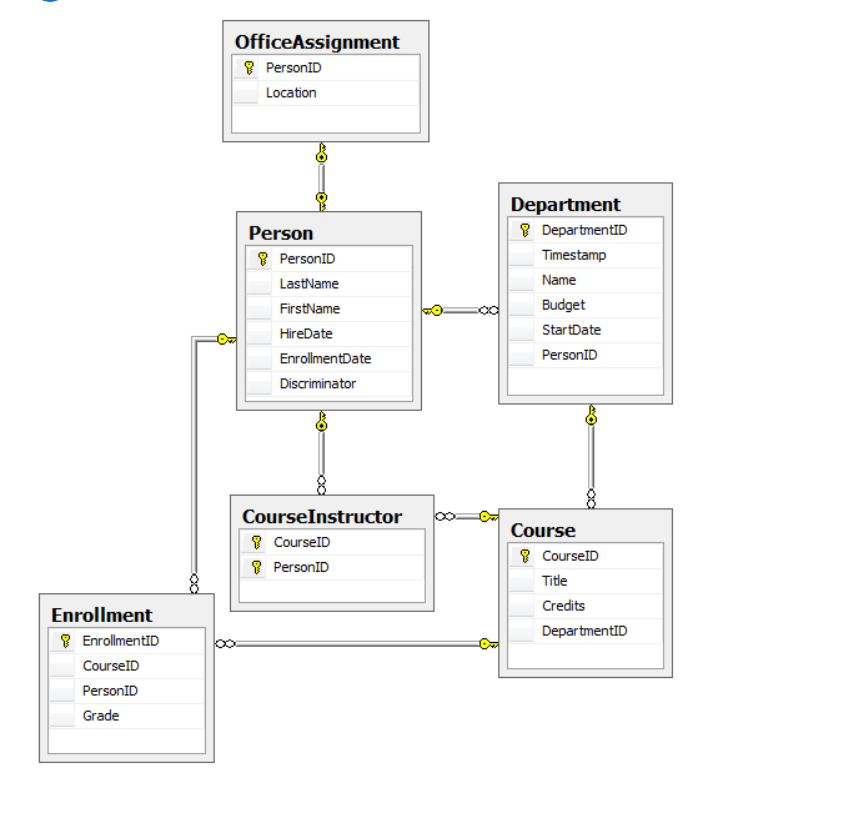 OfficeAssignment
PersonID
Location
Person
PersonID
LastName
FirstName
HireDate
EnrollmentDate
Discriminator
Department
DepartmentID
Timestamp
Name
Budget
StartDate
PersonID
CourseInstructor
CourseID
PersonID
Course
CourseID
Title
Credits
DepartmentID
Enrollment
EnrollmentID
CourseID
PersonID
Grade